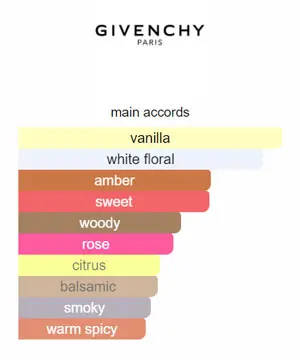 GIVENCHY
PARIS
main accords
vanilla
white floral
amber
sweet
woody
rose
citrus
balsamic
smoky
warm spicy